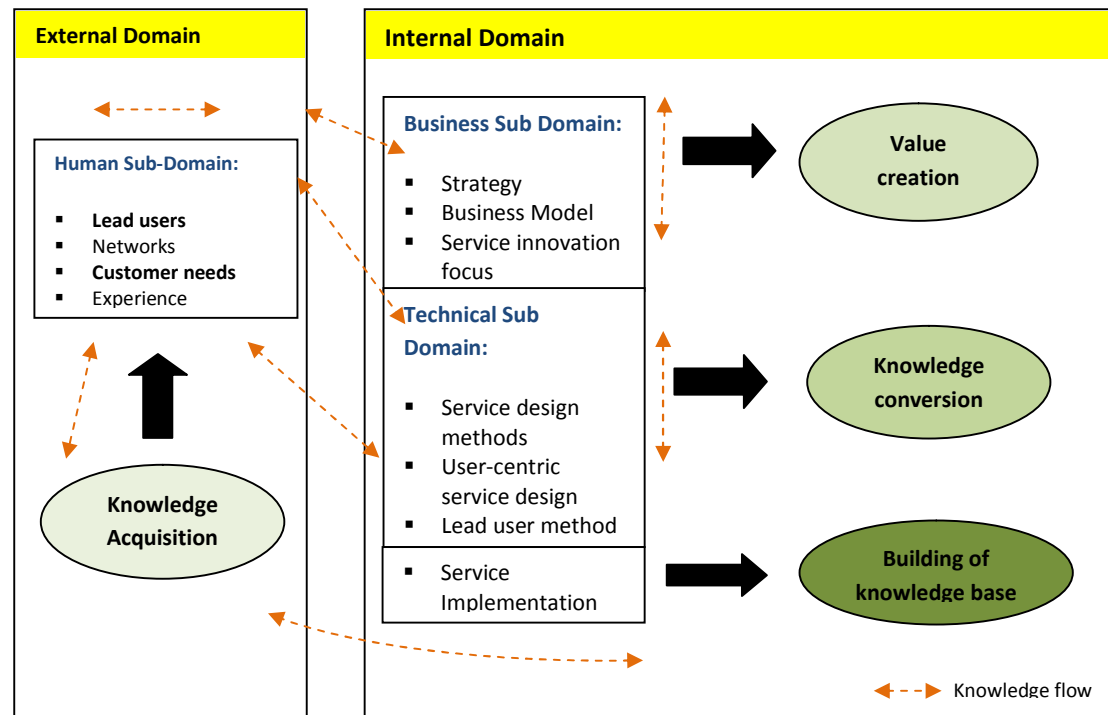 External Domain
Human Sub-Domain:
Lead users
Networks
Customer needs
Experience
Knowledge
Acquisition
Internal Domain
Business Sub Domain:
Strategy
Business Model
Service innovation
focus
Technical Sub
Domain:
Service design
methods
User-centric
service design
Lead user method
Service
Implementation
Value
creation
Knowledge
conversion
Building of
knowledge base
Knowledge flow